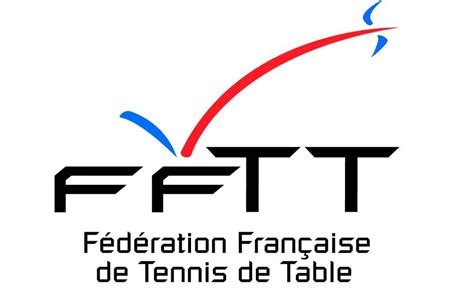 FFTT
Fédération Française
de Tennis de Table